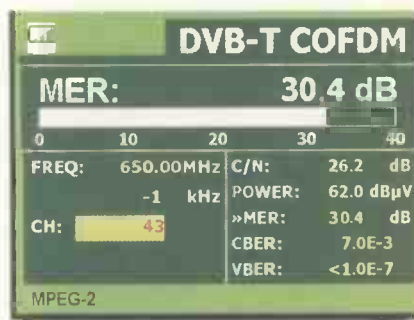 DVB-T COFDM
MER: 30.4 dB
0 10 20 30 40
FREQ: 650.00MHz
-1 kHz
CH: 43
C/N: 26.2 dB
POWER: 62.0 dBµV
»MER: 30.4 dB
CBER: 7.0E-3
VBER: <1.0E-7
MPEG-2